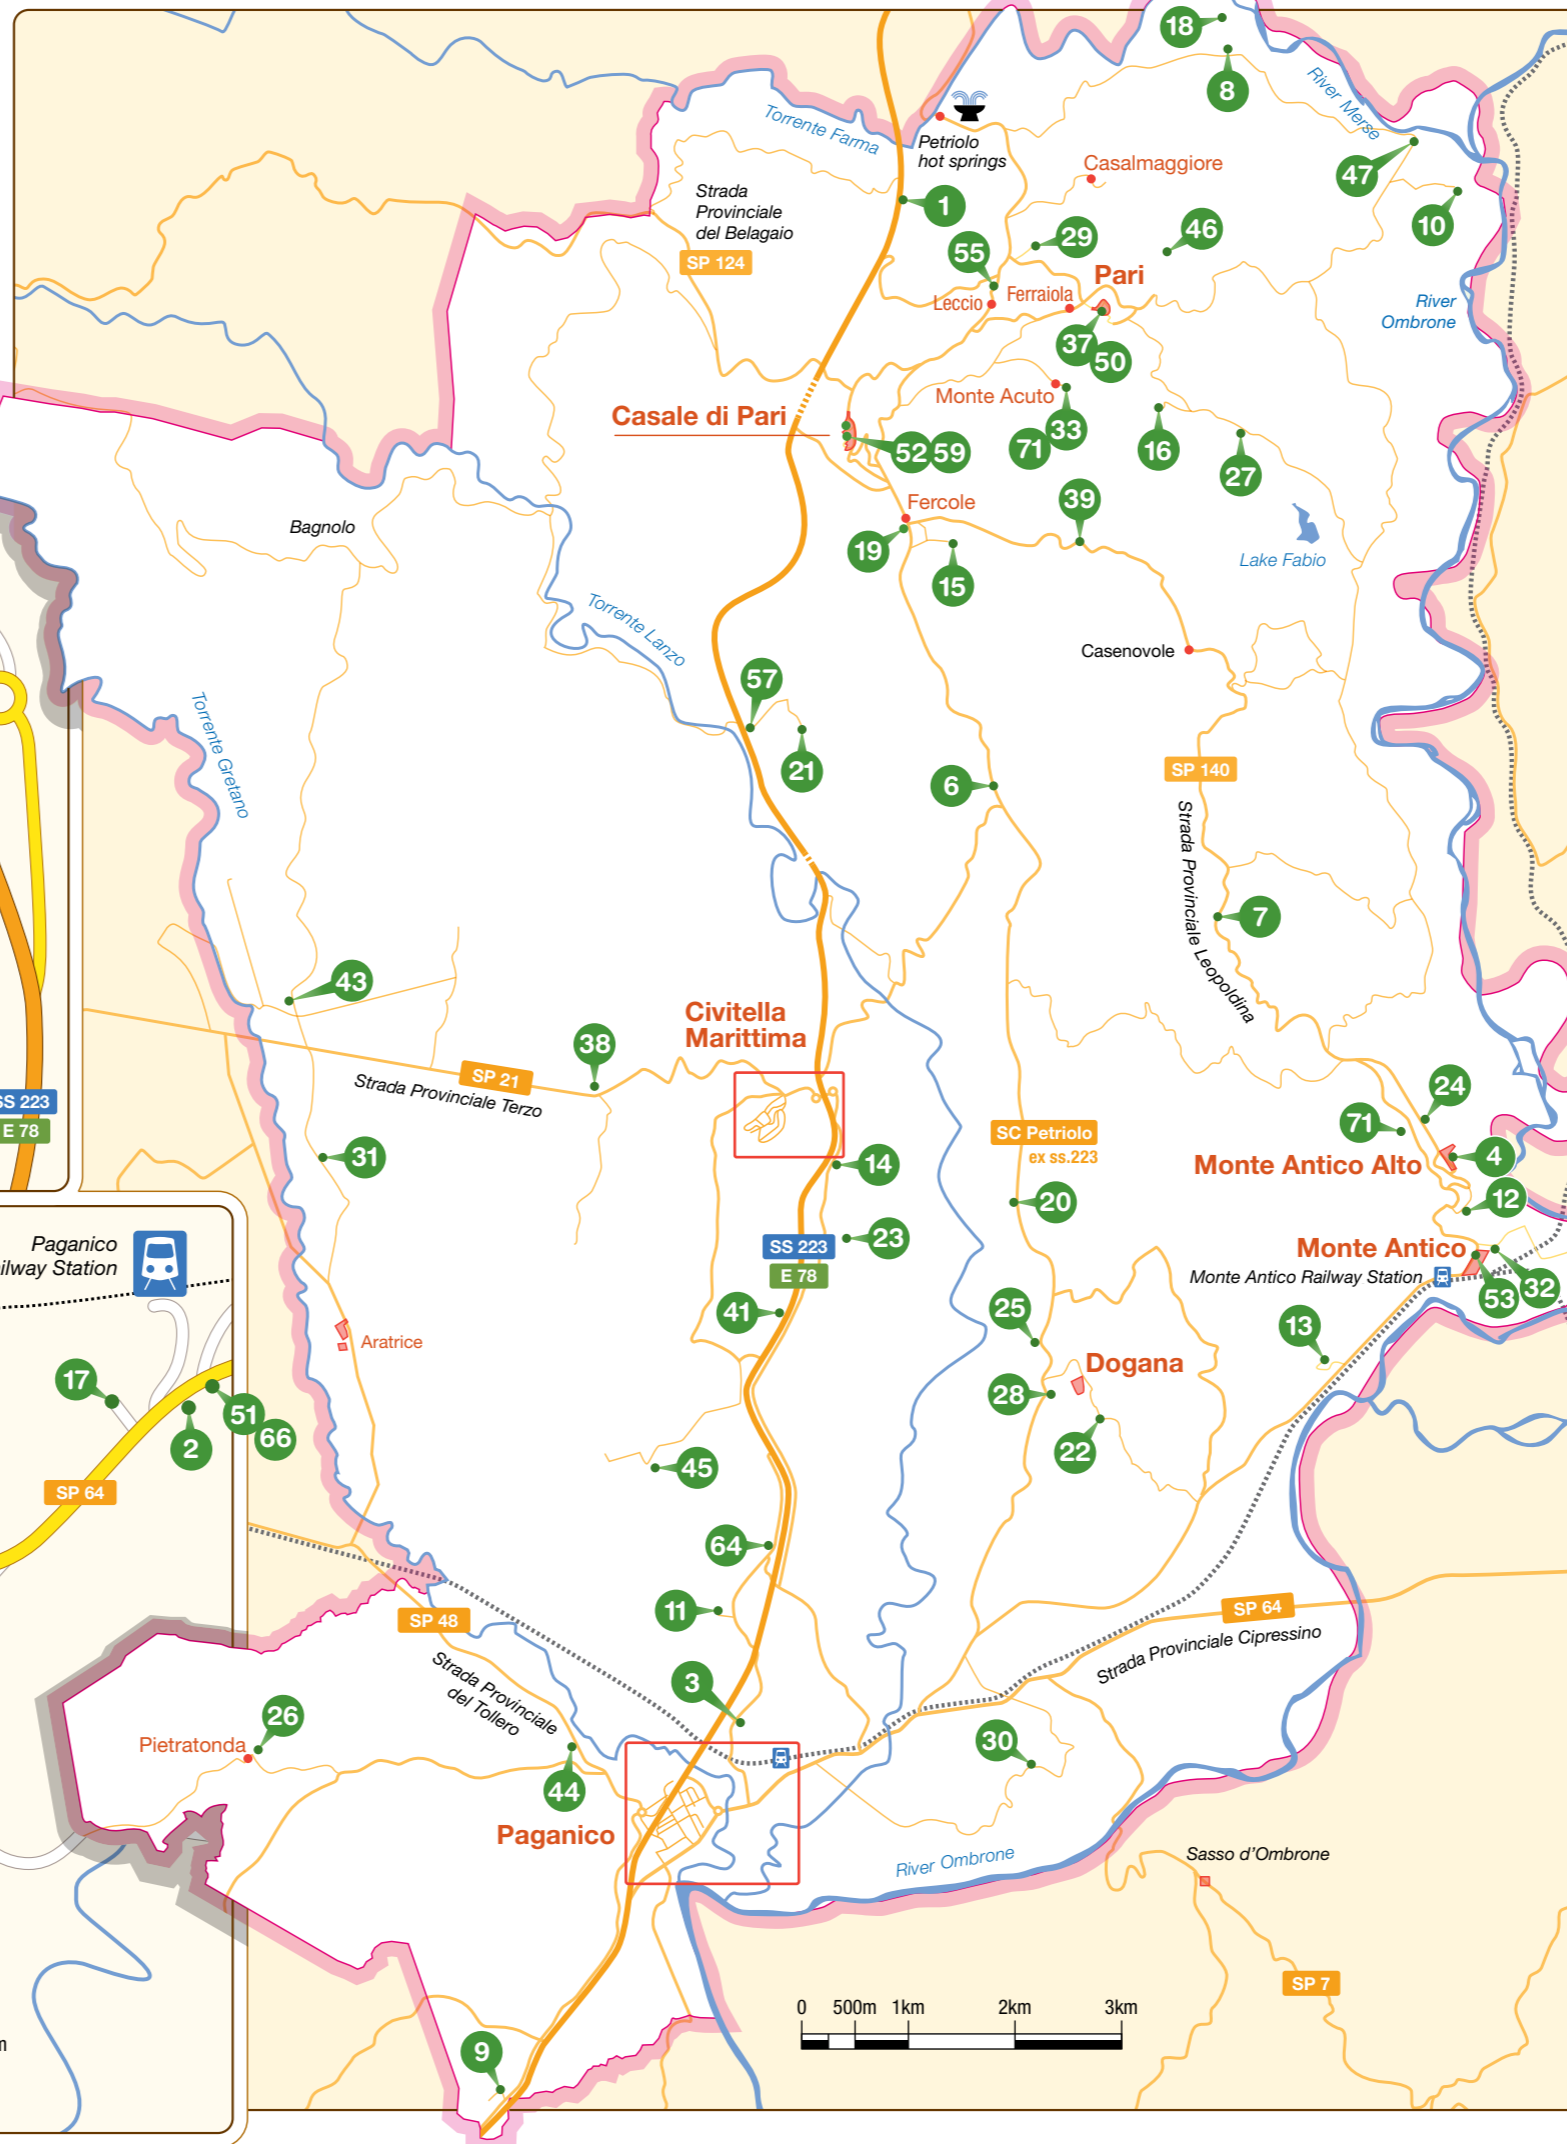 18
8
River Merse
Torrente Farma
Petriolo
hot springs
Casalmaggiore
47
10
Strada
Provinciale
del Belagaio
SP 124
1
29
46
55
Pari
Leccio
Ferraiola
River
Ombrone
37
50
Monte Acuto
Casale di Pari
33
71
52
59
16
27
Fercole
39
19
15
Lake Fabio
Bagnolo
Torrente Lanzo
Casenovole
57
21
6
SP 140
Torrente Gretano
Strada Provinciale Leopoldina
7
43
Civitella
Marittima
38
SP 21
Strada Provinciale Terzo
SS 223
E 78
24
71
SC Petriolo
ex ss.223
31
14
Monte Antico Alto
4
20
12
Paganico
ilway Station
23
SS 223
E 78
Monte Antico
Monte Antico Railway Station
53
32
41
25
13
Aratrice
Dogana
17
28
51
66
2
22
45
SP 64
64
11
SP 48
SP 64
Strada Provinciale Cipressino
Strada Provinciale
del Tollero
3
26
Pietratonda
30
44
Paganico
River Ombrone
Sasso d'Ombrone
SP 7
0 500m 1km 2km 3km
9
m